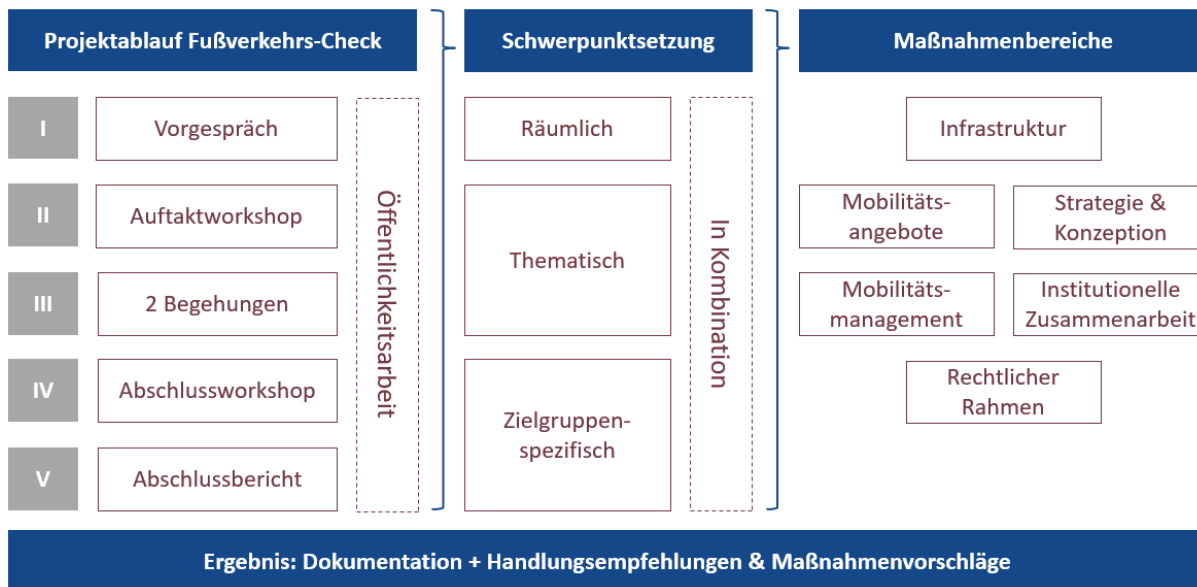 Projektablauf Fußverkehrs-Check
I
Vorgespräch
II
Auftaktworkshop
III
2 Begehungen
IV
Abschlussworkshop
V
Abschlussbericht
Öffentlichkeitsarbeit
Schwerpunktsetzung
Räumlich
Thematisch
Zielgruppen-
spezifisch
In Kombination
Maßnahmenbereiche
Infrastruktur
Mobilitäts-
angebote
Strategie &
Konzeption
Mobilitäts-
management
Institutionelle
Zusammenarbeit
Rechtlicher
Rahmen
Ergebnis: Dokumentation + Handlungsempfehlungen & Maßnahmenvorschläge